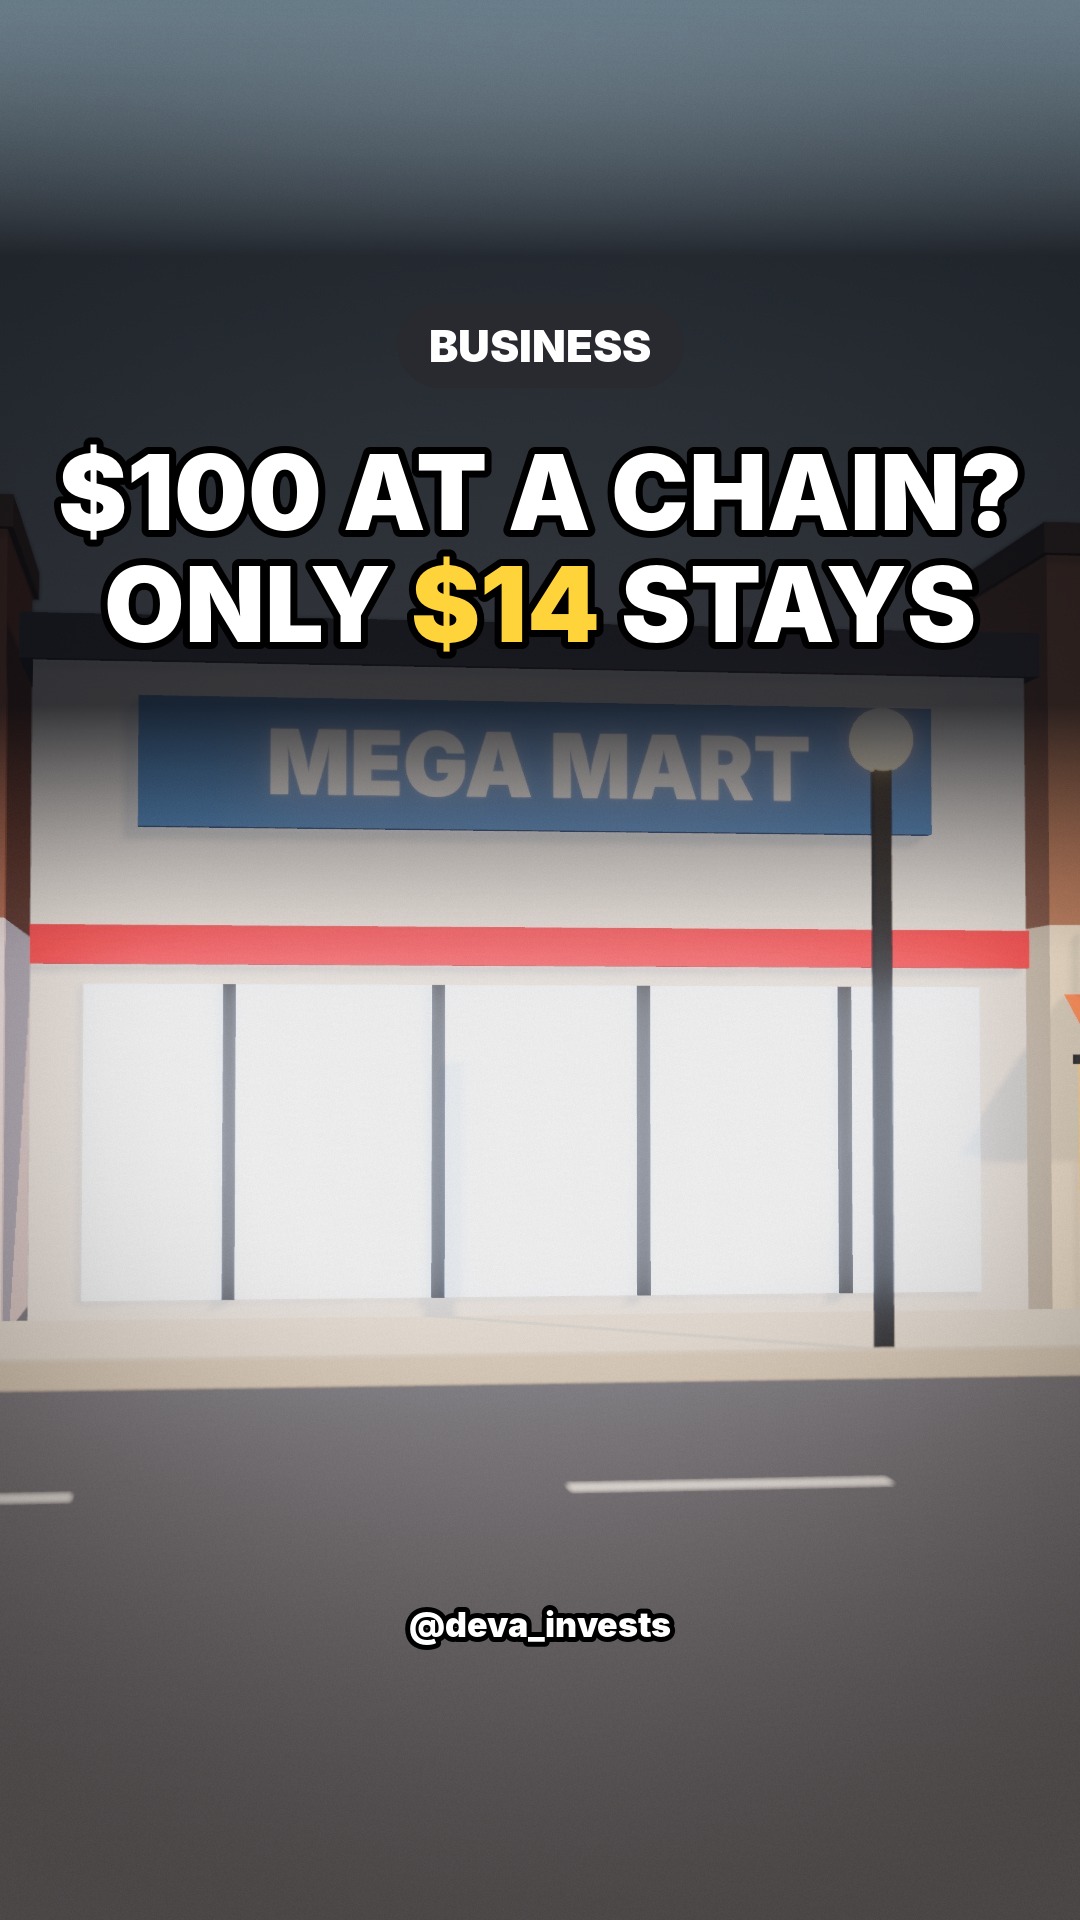 BUSINESS
$100 AT A CHAIN?
ONLY $14 STAYS
MEGA MART
@deva_invests